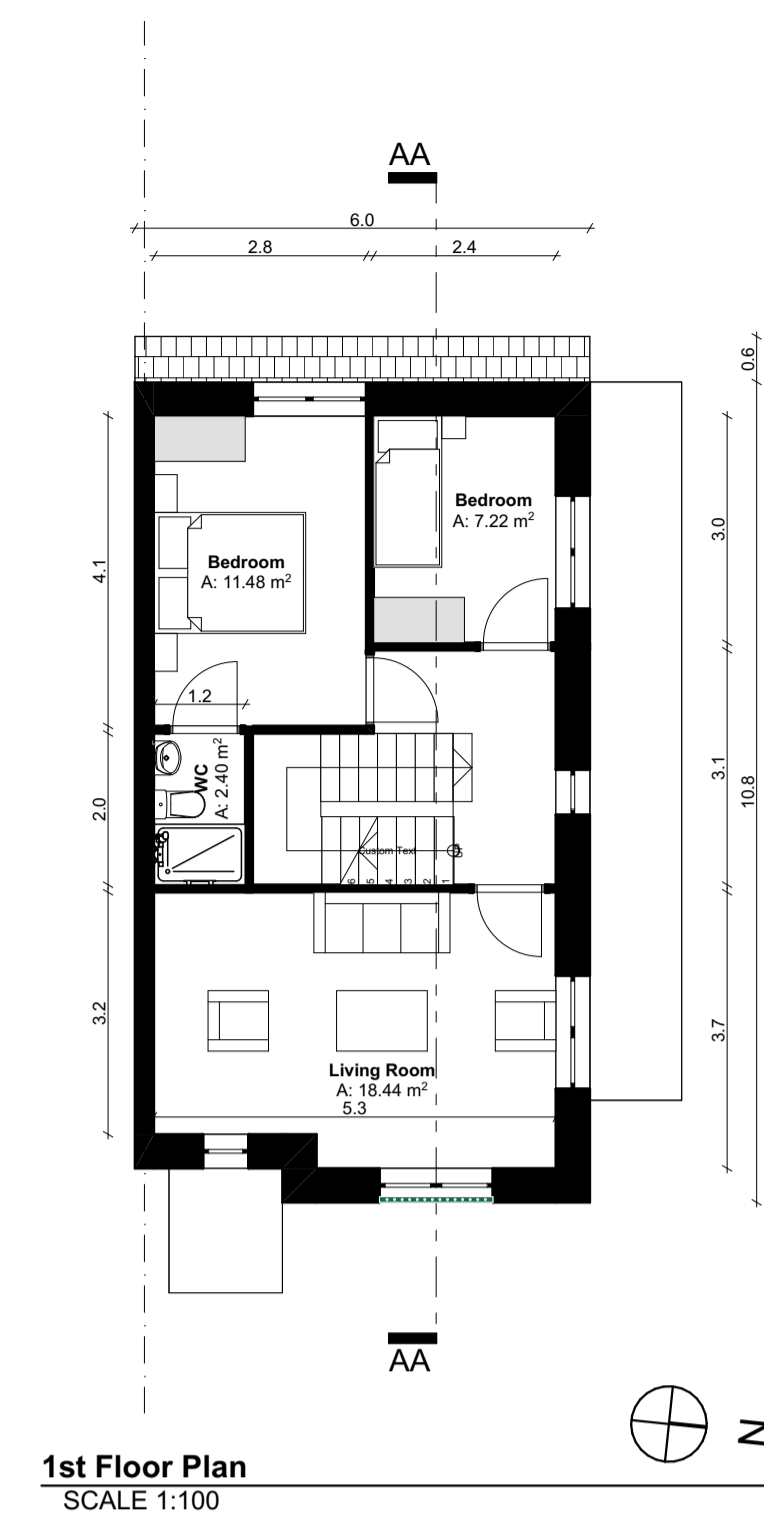 AA
6.0
2.8
2.4
0.6
Bedroom
A: 7.22 m²
3.0
Bedroom
A: 11.48 m²
4.1
1.2
WC
A: 2.40 m²
2.0
3.1
10.8
Custom Text
6
5
4
3
2
1
3.2
3.7
Living Room
A: 18.44 m²
5.3
AA
N
1st Floor Plan
SCALE 1:100